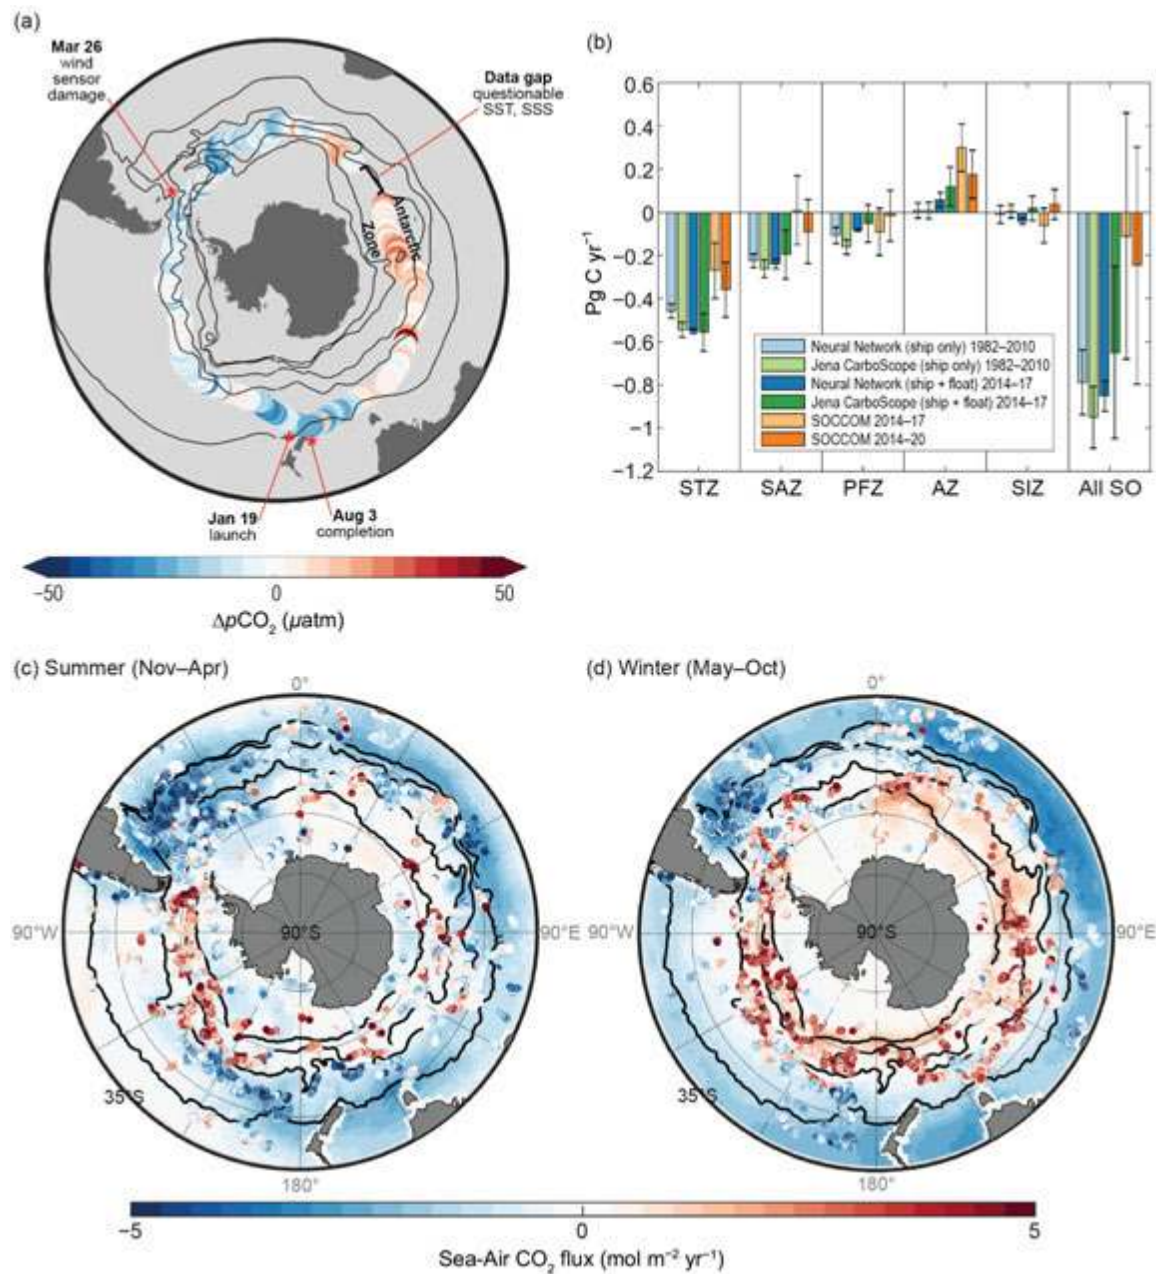 (a)
Mar 26
wind
sensor
damage
Data gap
questionable
SST, SSS
Antarctic
Zone
Jan 19
launch
Aug 3
completion
−50
0
50
ΔpCO₂ (µatm)
(b)
Pg C yr⁻¹
0.6
0.4
0.2
0
−0.2
−0.4
−0.6
−0.8
−1
−1.2
Neural Network (ship only) 1982–2010
Jena CarboScope (ship only) 1982–2010
Neural Network (ship + float) 2014–17
Jena CarboScope (ship + float) 2014–17
SOCCOM 2014–17
SOCCOM 2014–20
STZ SAZ PFZ AZ SIZ All SO
(c) Summer (Nov–Apr)
0°
90°W
90°S
90°E
35°S
180°
(d) Winter (May–Oct)
0°
90°W
90°S
90°E
35°S
180°
−5
0
5
Sea-Air CO₂ flux (mol m⁻² yr⁻¹)